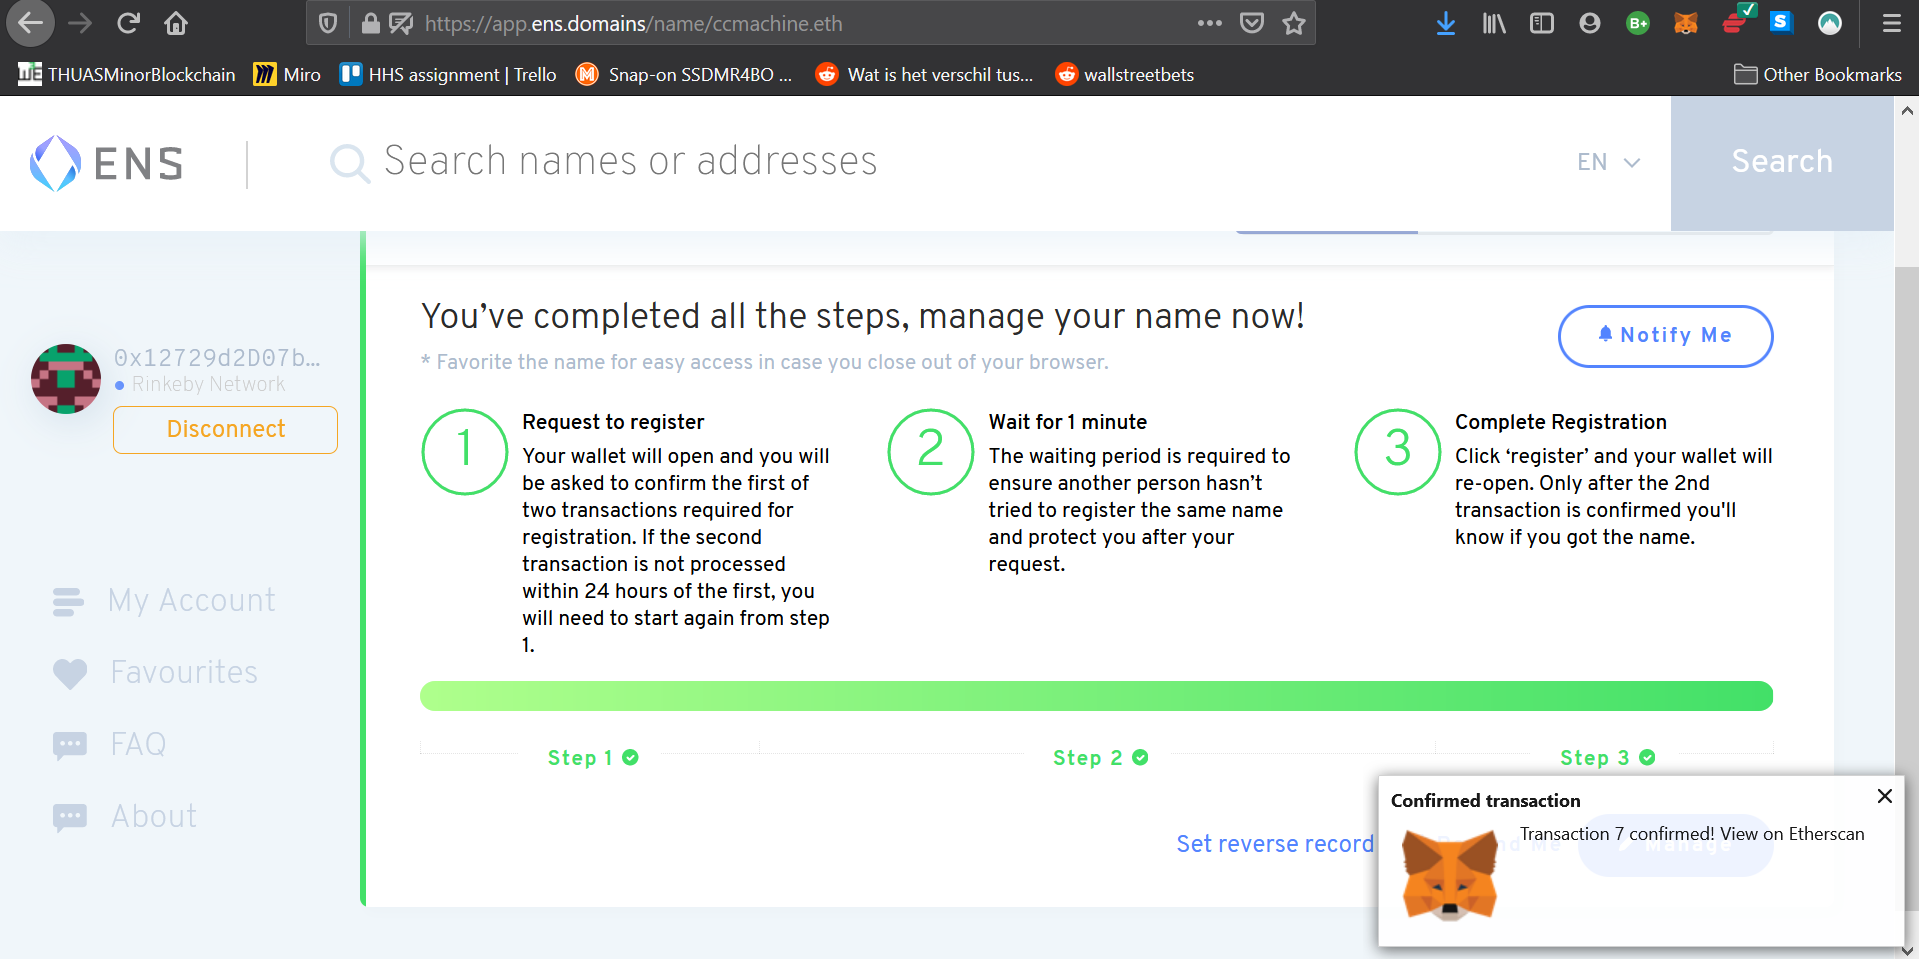 https://app.ens.domains/name/ccmachine.eth
B+
S
THUASMinorBlockchain
Miro
HHS assignment | Trello
Snap-on SSDMR4BO ...
Wat is het verschil tus...
wallstreetbets
Other Bookmarks
ENS
Search names or addresses
EN
Search
You've completed all the steps, manage your name now!
* Favorite the name for easy access in case you close out of your browser.
Notify Me
0x12729d2D07b...
Rinkeby Network
Disconnect
My Account
Favourites
FAQ
About
1
Request to register
Your wallet will open and you will
be asked to confirm the first of
two transactions required for
registration. If the second
transaction is not processed
within 24 hours of the first, you
will need to start again from step
1.
2
Wait for 1 minute
The waiting period is required to
ensure another person hasn't
tried to register the same name
and protect you after your
request.
3
Complete Registration
Click ‘register’ and your wallet will
re-open. Only after the 2nd
transaction is confirmed you'll
know if you got the name.
Step 1
Step 2
Step 3
Set reverse record
Manage
Confirmed transaction
Transaction 7 confirmed! View on Etherscan